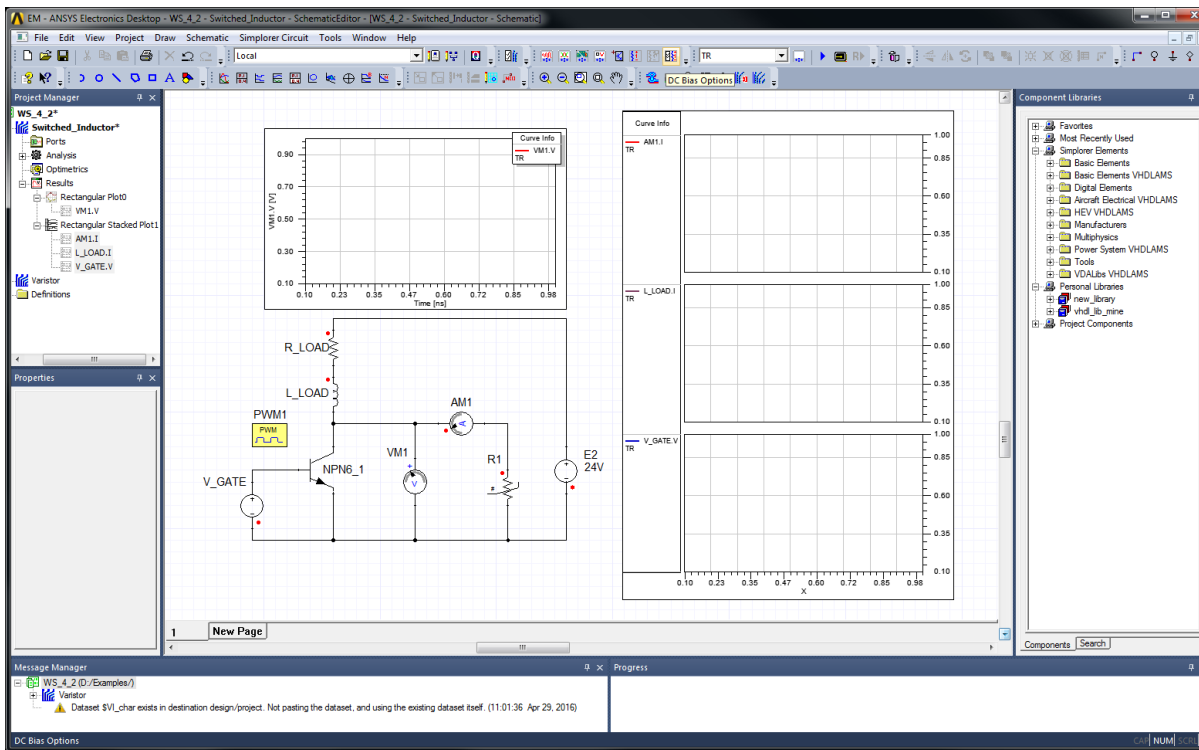 EM - ANSYS Electronics Desktop - WS_4_2 - Switched_Inductor - SchematicEditor - [WS_4_2 - Switched_Inductor - Schematic]
File Edit View Project Draw Schematic Simplorer Circuit Tools Window Help
Local
TR
DC Bias Options
Project Manager
WS_4_2*
Switched_Inductor*
Ports
Analysis
Optimetrics
Results
Rectangular Plot0
VM1.V
Rectangular Stacked Plot1
AM1.I
L_LOAD.I
V_GATE.V
Varistor
Definitions
Properties
Curve Info
VM1.V
TR
VM1.V [V]
0.90
0.70
0.50
0.30
0.10
0.10 0.23 0.35 0.47 0.60 0.72 0.85 0.98
Time [ns]
R_LOAD
L_LOAD
PWM1
PWM
V_GATE
NPN6_1
VM1
V
AM1
A
R1
E2
24V
Curve Info
AM1.I
TR
1.00
0.85
0.60
0.35
0.10
L_LOAD.I
TR
1.00
0.85
0.60
0.35
0.10
V_GATE.V
TR
1.00
0.85
0.60
0.35
0.10
0.10 0.23 0.35 0.47 0.60 0.72 0.85 0.98
X
1 New Page
Component Libraries
Favorites
Most Recently Used
Simplorer Elements
Basic Elements
Basic Elements VHDLAMS
Digital Elements
Aircraft Electrical VHDLAMS
HEV VHDLAMS
Manufacturers
Multiphysics
Power System VHDLAMS
Tools
VDALibs VHDLAMS
Personal Libraries
new_library
vhdl_lib_mine
Project Components
Components Search
Message Manager
WS_4_2 (D:/Examples/)
Varistor
Dataset $VI_char exists in destination design/project. Not pasting the dataset, and using the existing dataset itself. (11:01:36 Apr 29, 2016)
Progress
DC Bias Options
CAP NUM SCRL